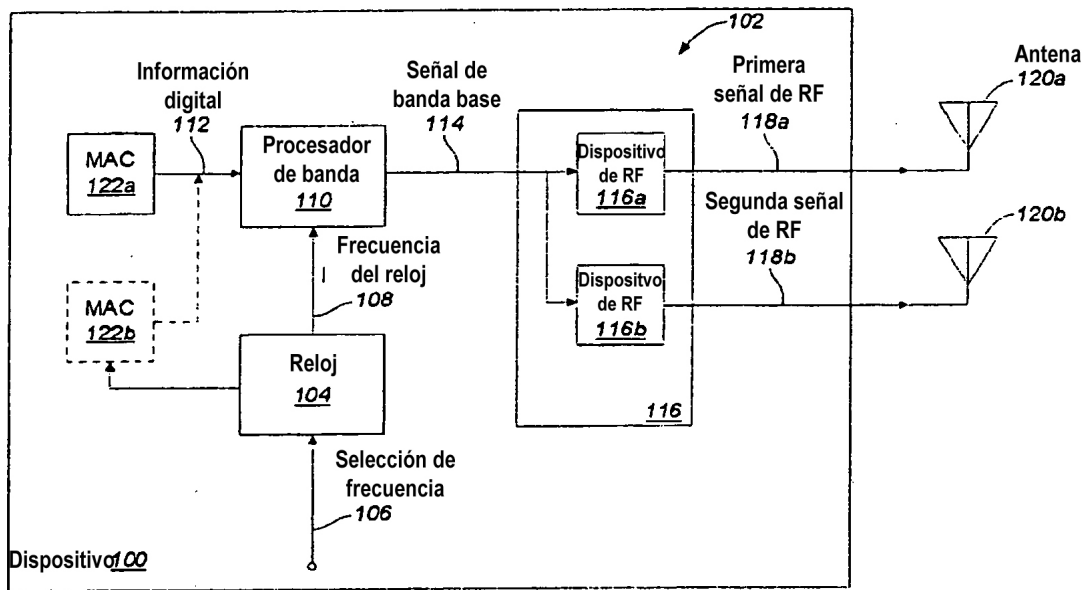 102
Información
digital
112
Señal de
banda base
114
Primera
señal de RF
118a
Antena
120a
MAC
122a
Procesador
de banda
110
Dispositivo
de RF
116a
Segunda señal
de RF
118b
120b
Frecuencia
del reloj
108
MAC
122b
Dispositvo
de RF
116b
Reloj
104
116
Selección de
frecuencia
106
Dispositivo100